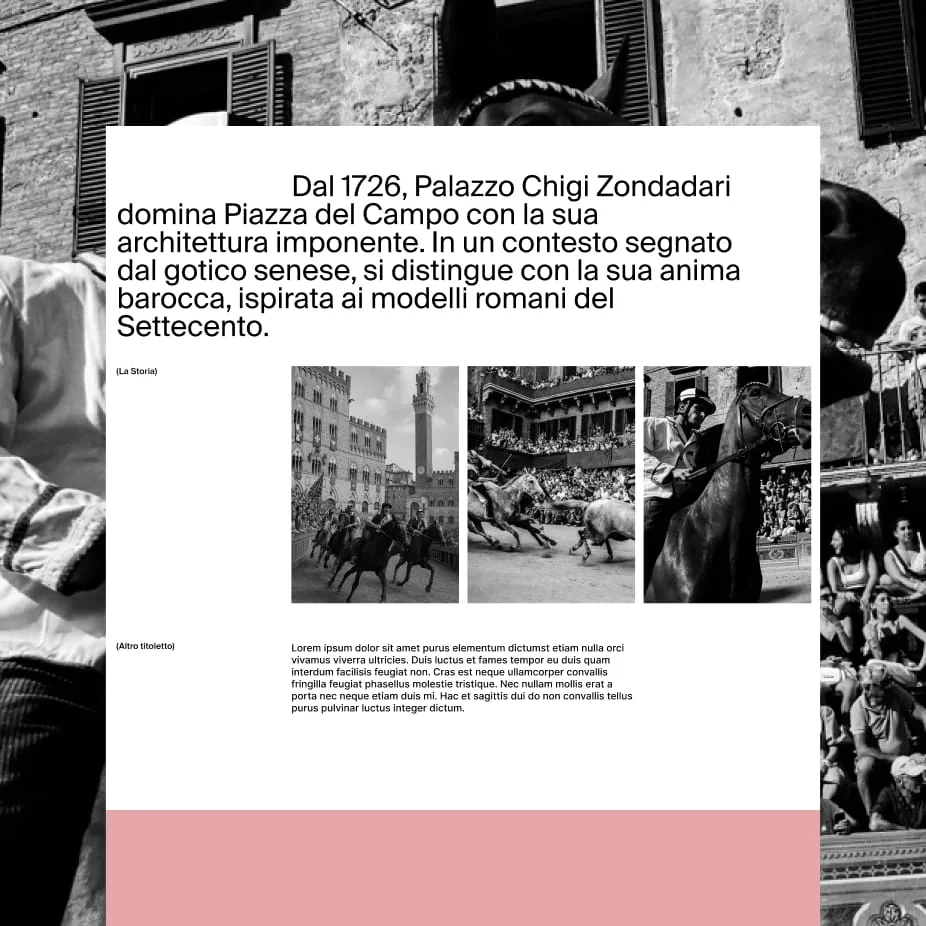 Dal 1726, Palazzo Chigi Zondadari
domina Piazza del Campo con la sua
architettura imponente. In un contesto segnato
dal gotico senese, si distingue con la sua anima
barocca, ispirata ai modelli romani del
Settecento.
(La Storia)
(Altro titoletto)
Lorem ipsum dolor sit amet purus elementum dictumst etiam nulla orci
vivamus viverra ultricies. Duis luctus et fames tempor eu duis quam
interdum facilisis feugiat non. Cras est neque ullamcorper convallis
fringilla feugiat phasellus molestie tristique. Nec nullam mollis erat a
porta nec neque etiam duis mi. Hac et sagittis dui do non convallis tellus
purus pulvinar luctus integer dictum.